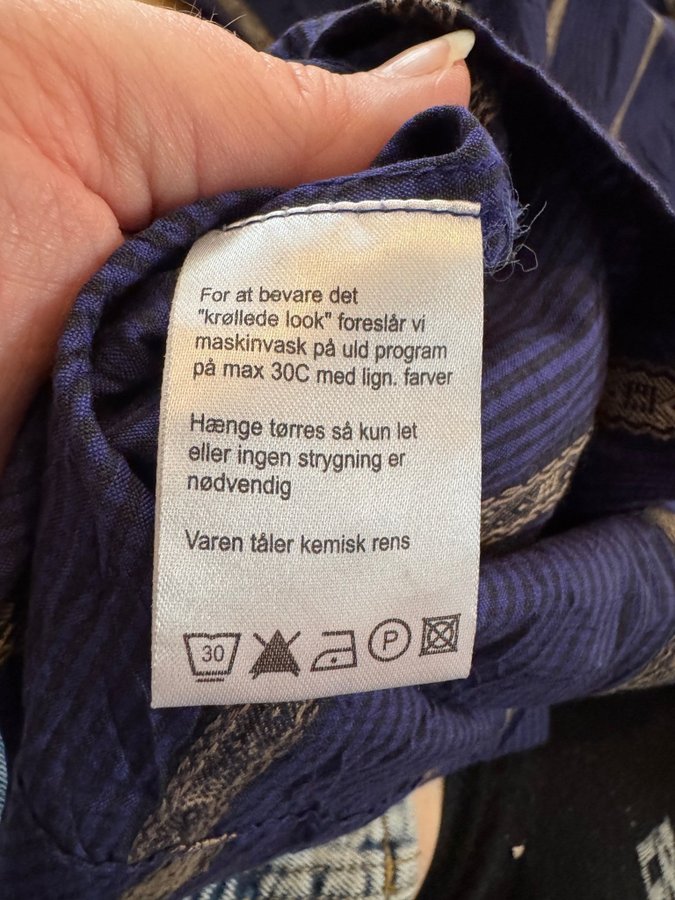 For at bevare det
"krøllede look" foreslår vi
maskinvask på uld program
på max 30C med lign. farver
Hænge tørres så kun let
eller ingen strygning er
nødvendig
Varen tåler kemisk rens
30 P